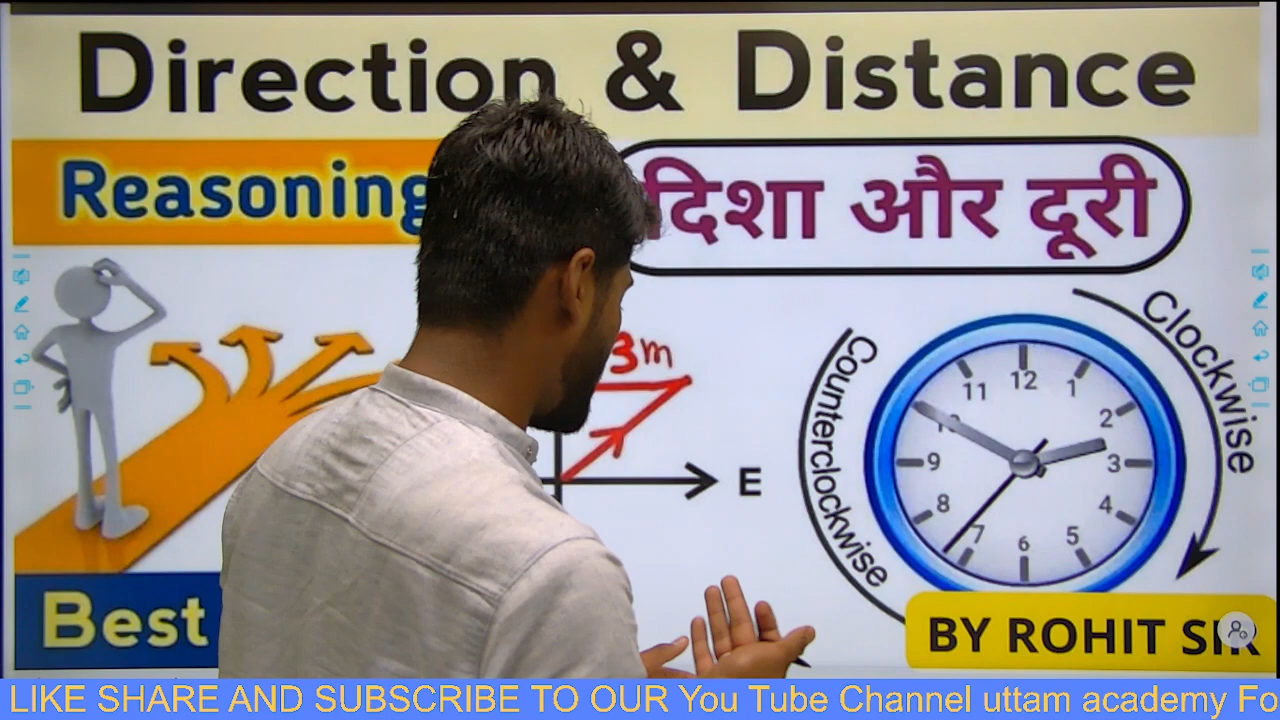 Direction & Distance
Reasoning
दिशा और दूरी
3m
E
Counterclockwise
Clockwise
12
11
1
10
2
9
3
8
4
7
5
6
Best
BY ROHIT SIR
LIKE SHARE AND SUBSCRIBE TO OUR You Tube Channel uttam academy Fo